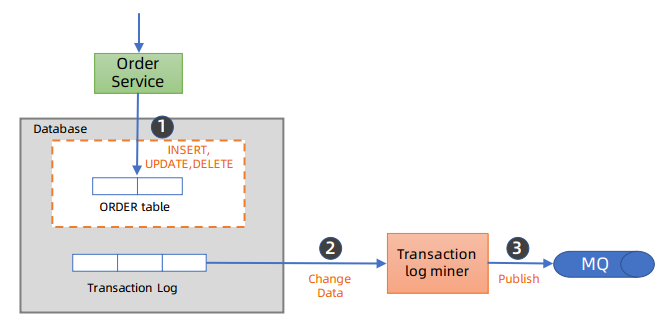 Order
Service
1
Database
INSERT,
UPDATE,DELETE
ORDER table
2
3
Transaction
log miner
MQ
Change
Data
Publish
Transaction Log